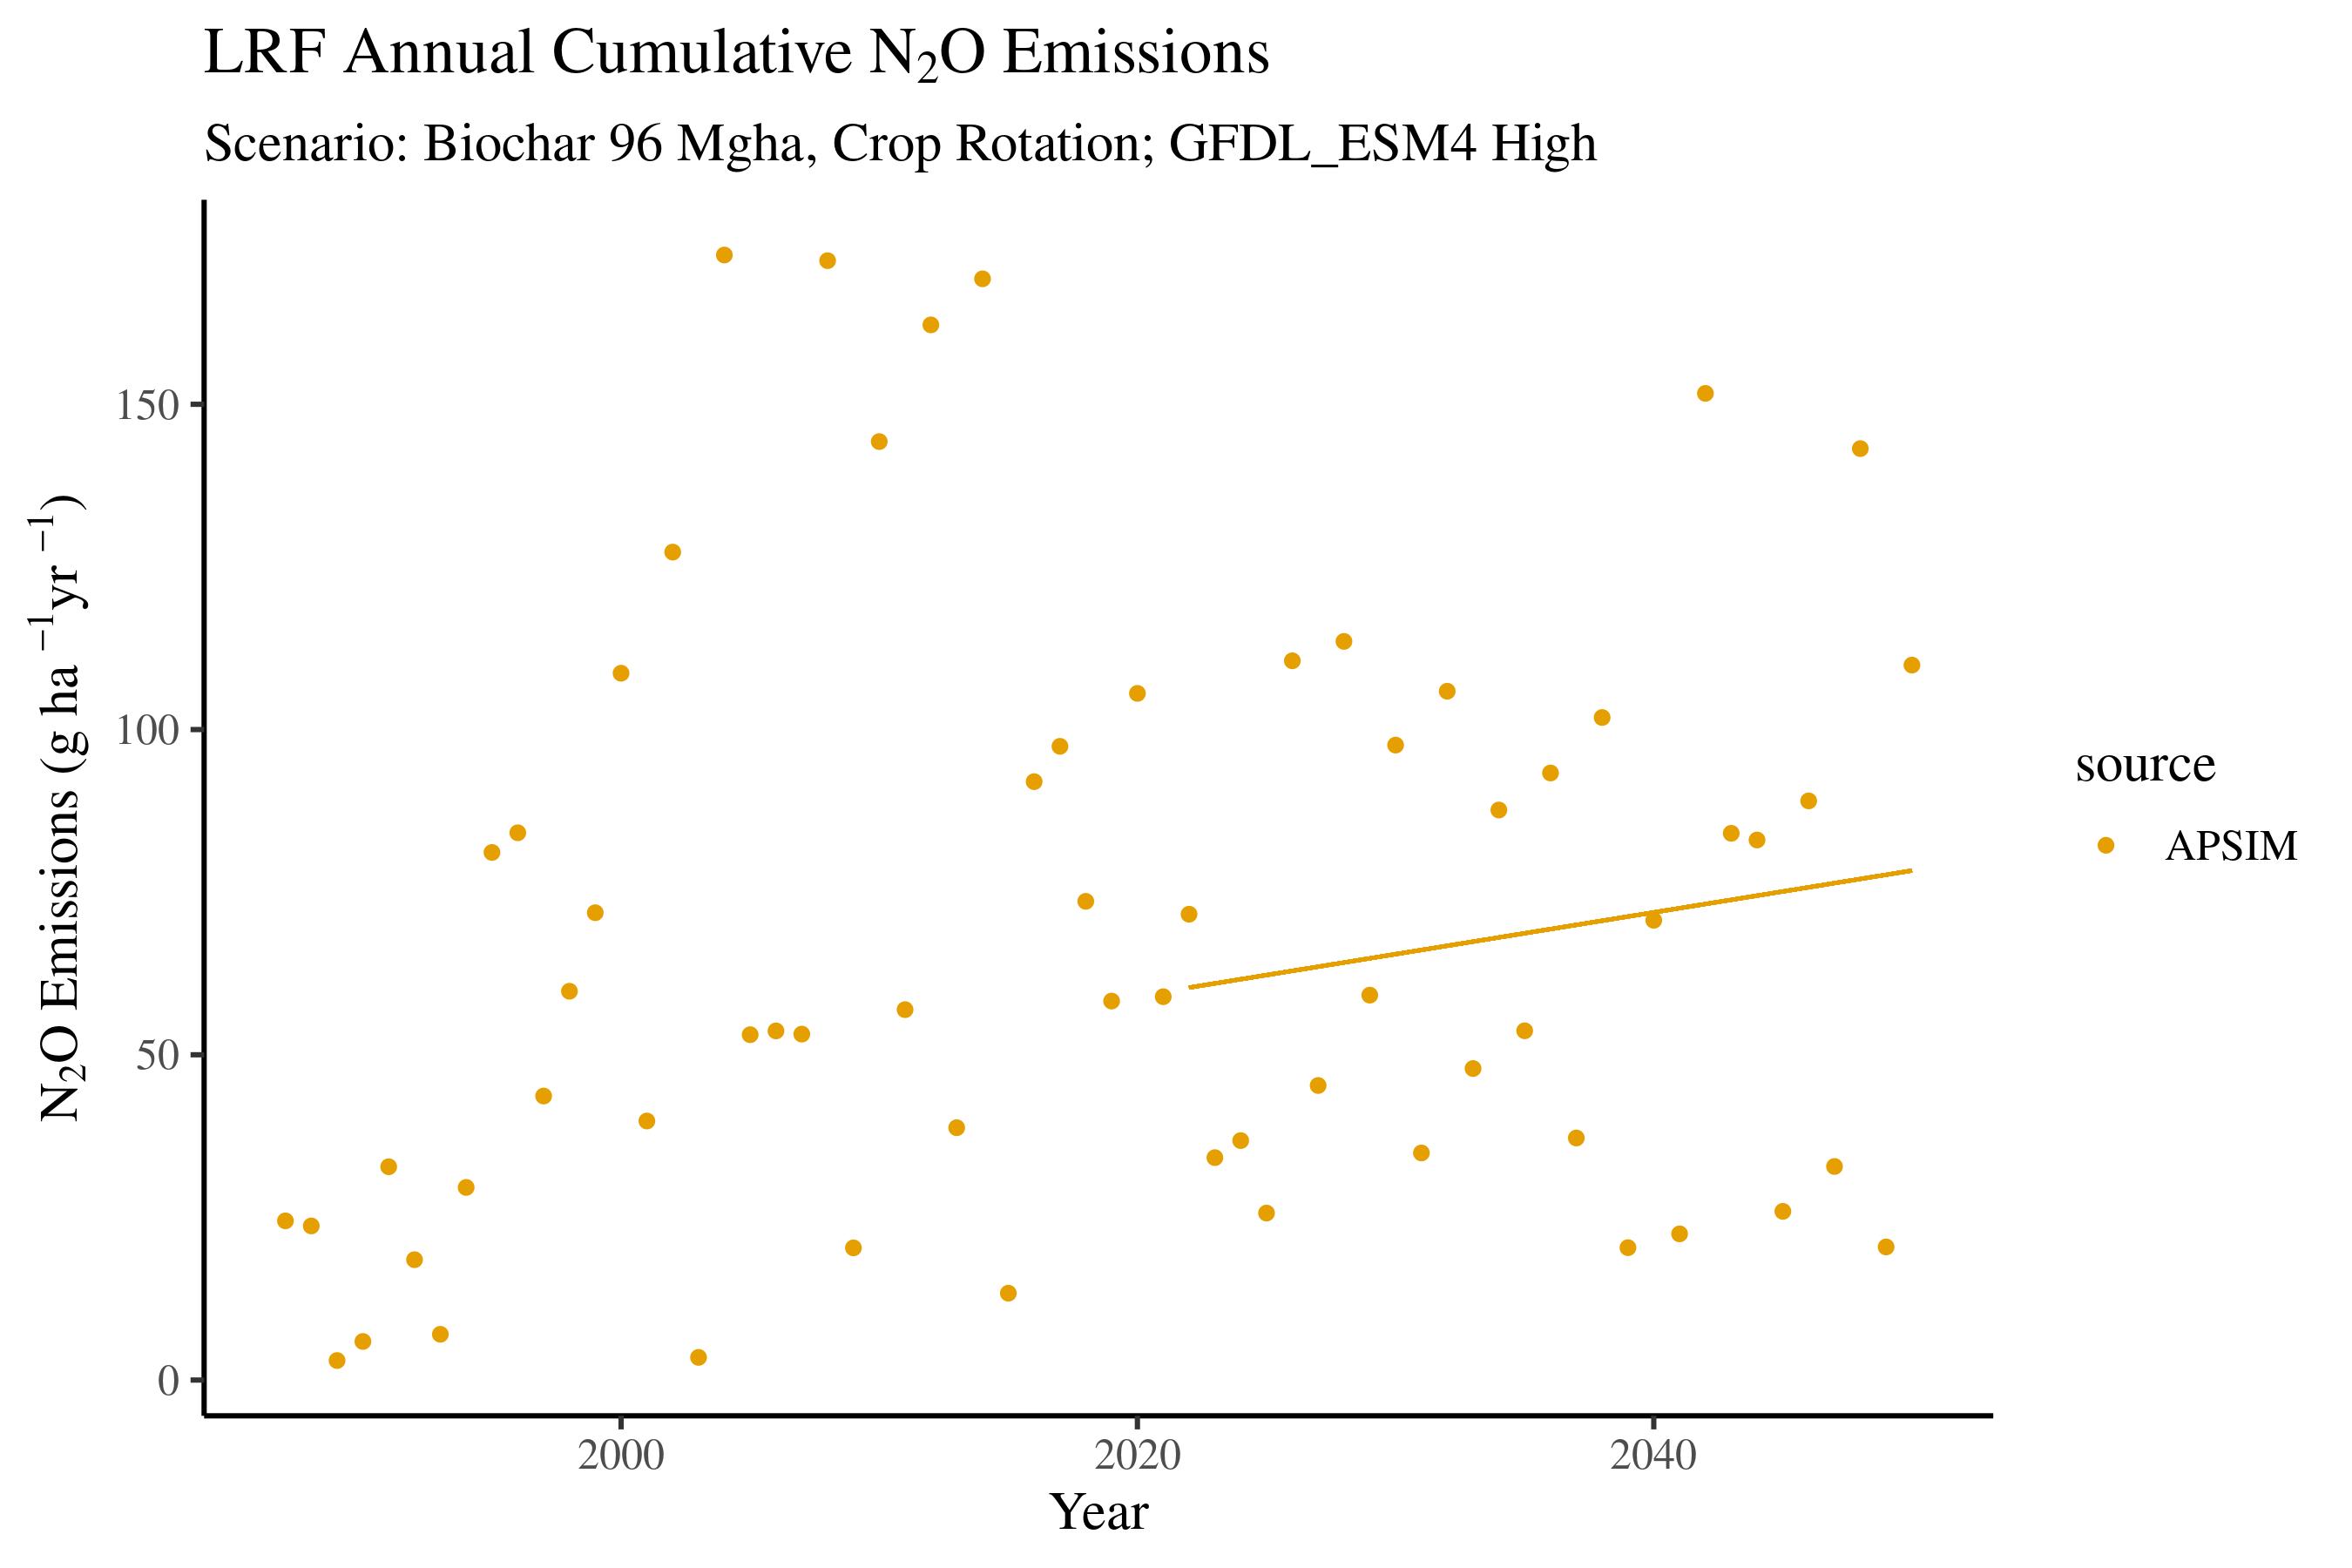 LRF Annual Cumulative N₂O Emissions
Scenario: Biochar 96 Mgha, Crop Rotation; GFDL_ESM4 High
N₂O Emissions (g ha⁻¹yr⁻¹)
150
100
50
0
2000
2020
2040
Year
source
APSIM